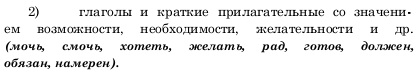 2) глаголы и краткие прилагательные со значени-
ем возможности, необходимости, желательности и др.
(мочь, смочь, хотеть, желать, рад, готов, должен,
обязан, намерен).